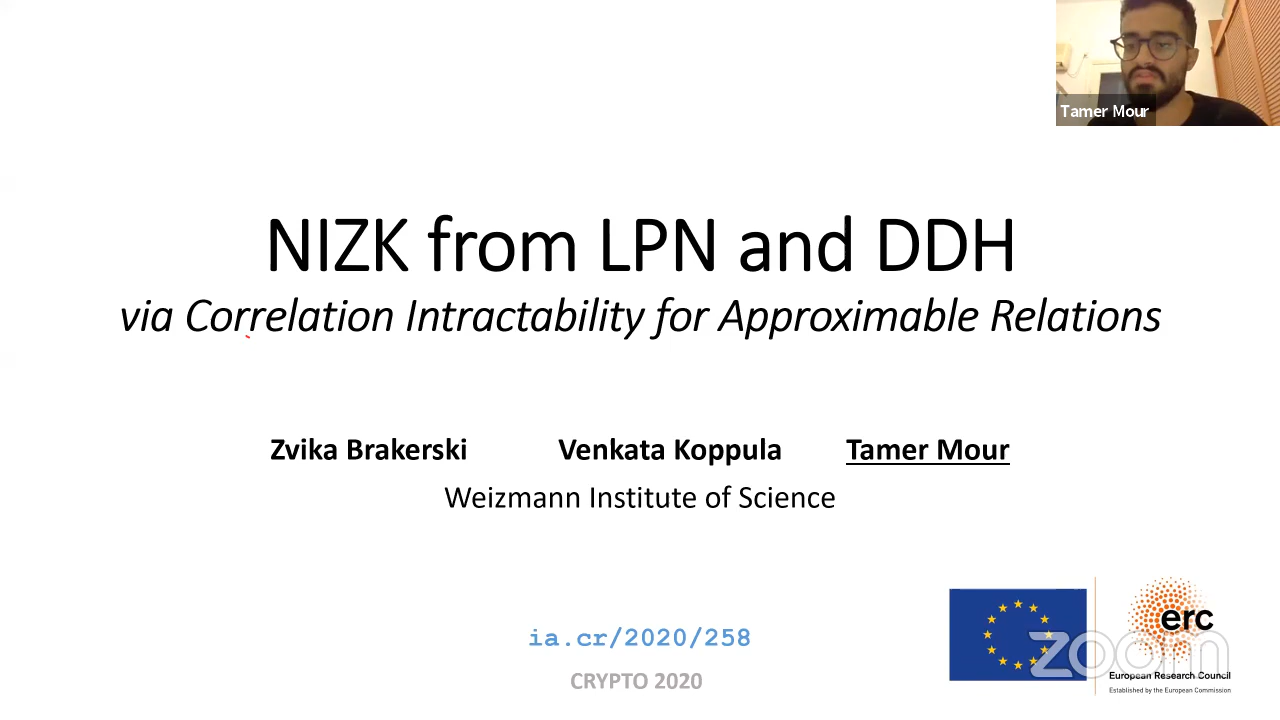 Tamer Mour
NIZK from LPN and DDH
via Correlation Intractability for Approximable Relations
Zvika Brakerski Venkata Koppula Tamer Mour
Weizmann Institute of Science
ia.cr/2020/258
CRYPTO 2020
erc
zoom
European Research Council
Established by the European Commission